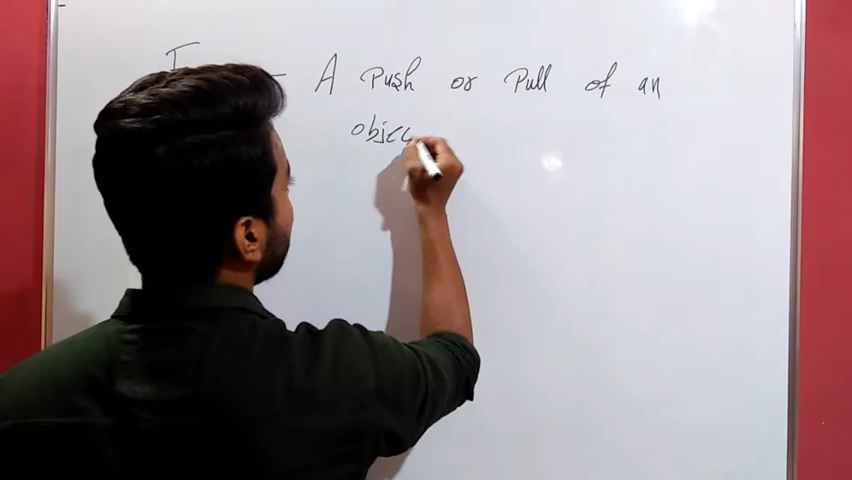 — A Push or Pull of an
objec